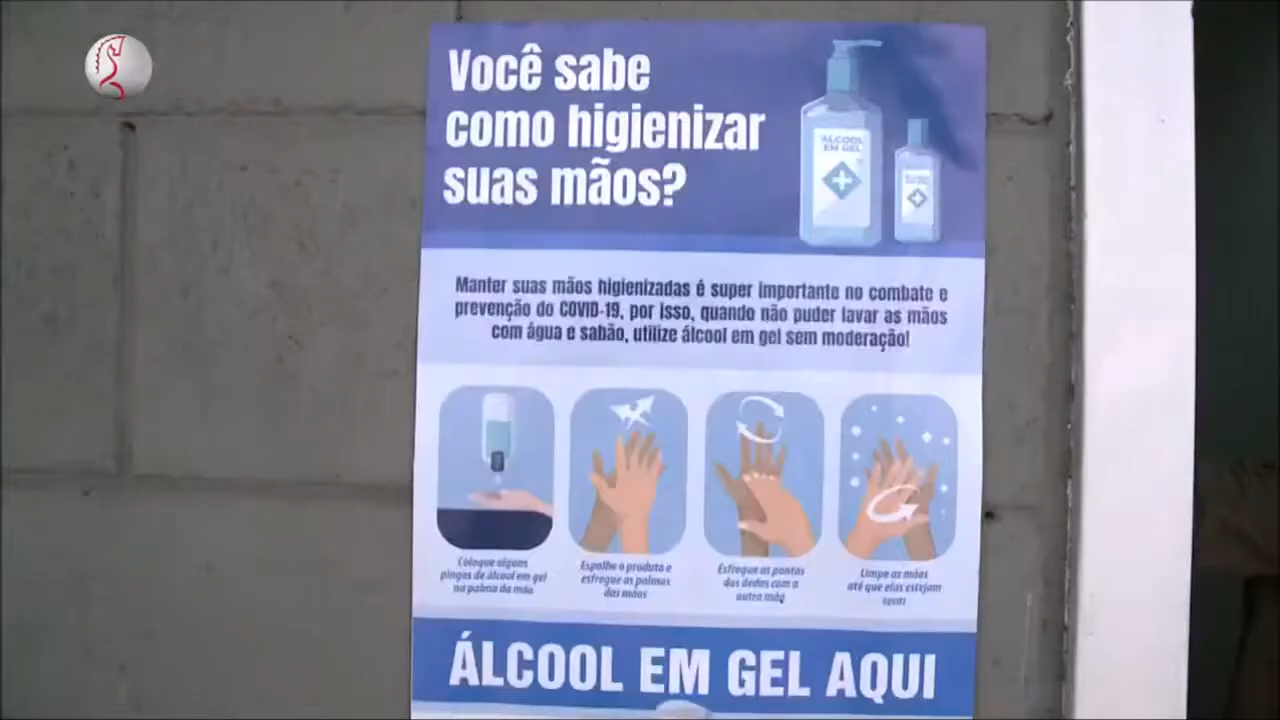 Você sabe
como higienizar
suas mãos?
ÁLCOOL
EM GEL
ÁLCOOL
EM GEL
Manter suas mãos higienizadas é super importante no combate e
prevenção do COVID-19, por isso, quando não puder lavar as mãos
com água e sabão, utilize álcool em gel sem moderação!
Coloque alguns
pingos de álcool em gel
na palma da mão
Espalhe o produto e
esfregue as palmas
das mãos
Esfregue as pontas
dos dedos com a
outra mão
Limpe as mãos
até que elas estejam
ÁLCOOL EM GEL AQUI